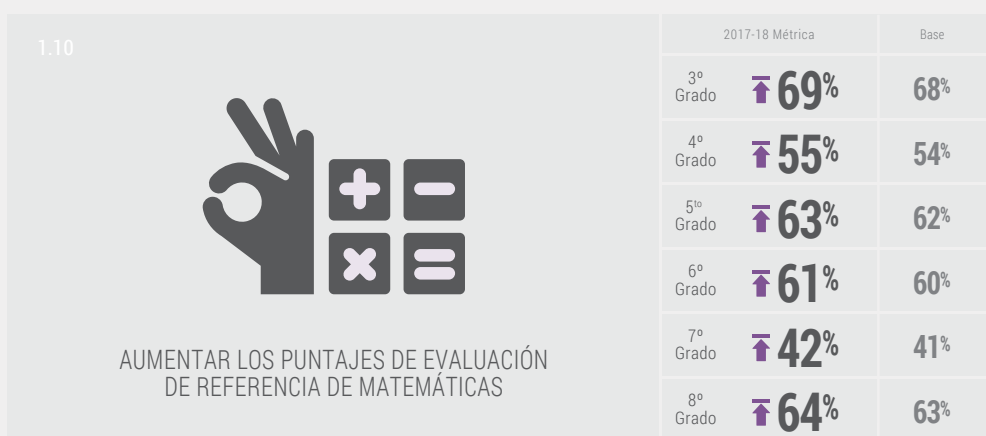 1.10
AUMENTAR LOS PUNTAJES DE EVALUACIÓN
DE REFERENCIA DE MATEMÁTICAS
2017-18 Métrica Base
3º Grado 69% 68%
4º Grado 55% 54%
5to Grado 63% 62%
6º Grado 61% 60%
7º Grado 42% 41%
8º Grado 64% 63%